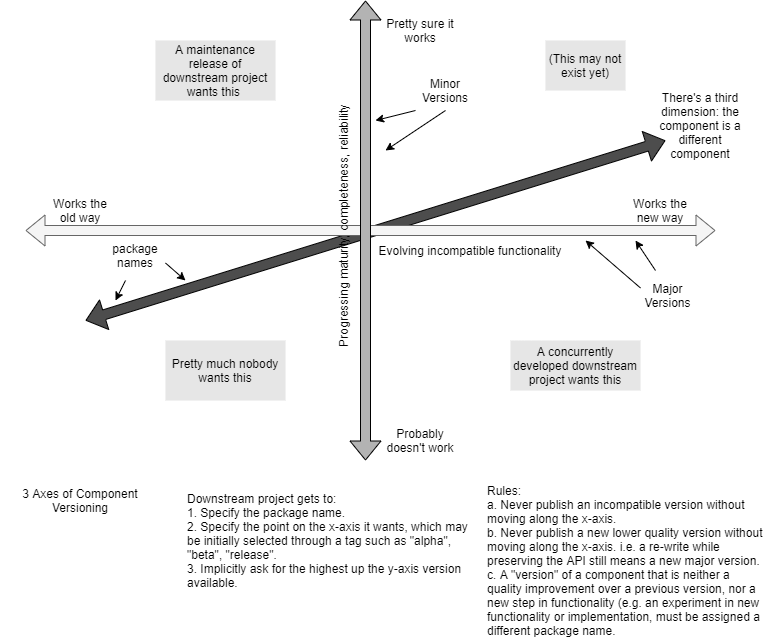 Pretty sure it
works
A maintenance
release of
downstream project
wants this
(This may not
exist yet)
Minor
Versions
There's a third
dimension: the
component is a
different
component
Progressing maturity, completeness, reliability
Works the
old way
Works the
new way
package
names
Evolving incompatible functionality
Major
Versions
Pretty much nobody
wants this
A concurrently
developed downstream
project wants this
Probably
doesn't work
3 Axes of Component
Versioning
Downstream project gets to:
1. Specify the package name.
2. Specify the point on the x-axis it wants, which may
be initially selected through a tag such as "alpha",
"beta", "release".
3. Implicitly ask for the highest up the y-axis version
available.
Rules:
a. Never publish an incompatible version without
moving along the x-axis.
b. Never publish a new lower quality version without
moving along the x-axis. i.e. a re-write while
preserving the API still means a new major version.
c. A "version" of a component that is neither a
quality improvement over a previous version, nor a
new step in functionality (e.g. an experiment in new
functionality or implementation, must be assigned a
different package name.